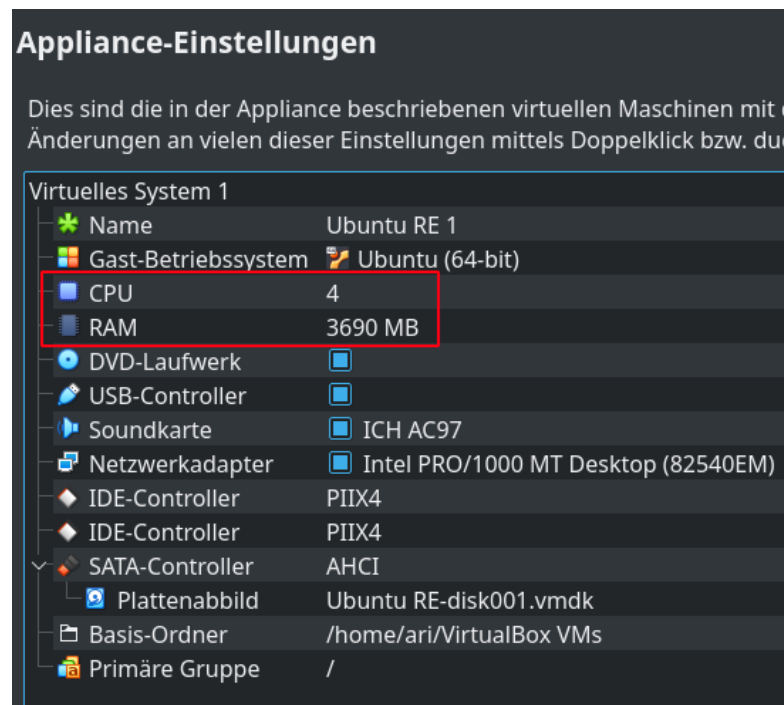 Appliance-Einstellungen
Dies sind die in der Appliance beschriebenen virtuellen Maschinen mit
Änderungen an vielen dieser Einstellungen mittels Doppelklick bzw.
Virtuelles System 1
Name Ubuntu RE 1
Gast-Betriebssystem Ubuntu (64-bit)
CPU 4
RAM 3690 MB
DVD-Laufwerk
USB-Controller
Soundkarte ICH AC97
Netzwerkadapter Intel PRO/1000 MT Desktop (82540EM)
IDE-Controller PIIX4
IDE-Controller PIIX4
SATA-Controller AHCI
Plattenabbild Ubuntu RE-disk001.vmdk
Basis-Ordner /home/ari/VirtualBox VMs
Primäre Gruppe /